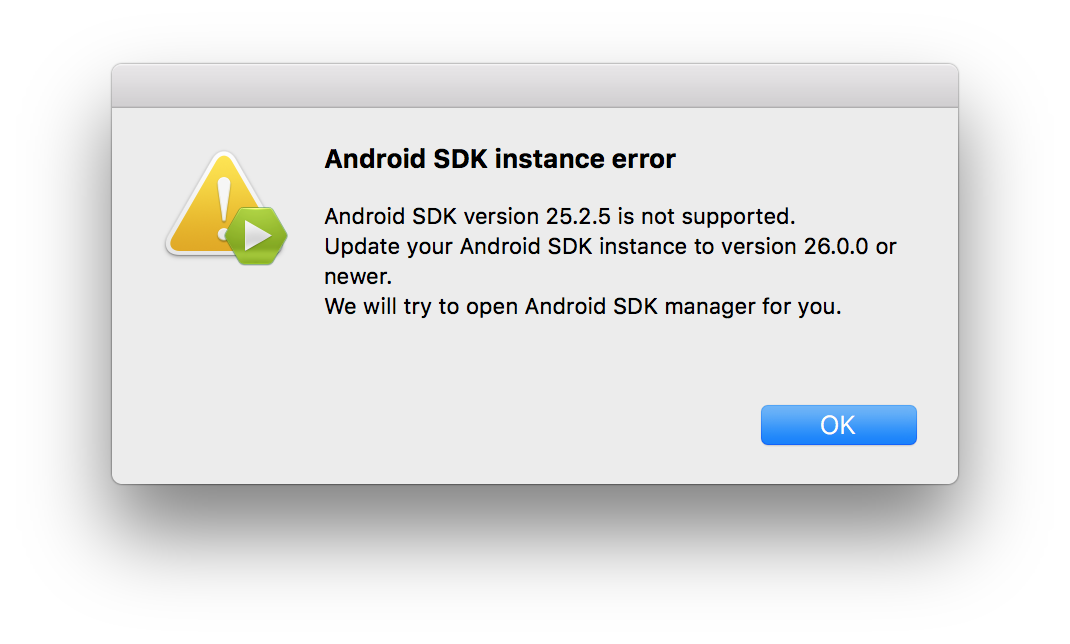 Android SDK instance error
Android SDK version 25.2.5 is not supported.
Update your Android SDK instance to version 26.0.0 or
newer.
We will try to open Android SDK manager for you.
OK